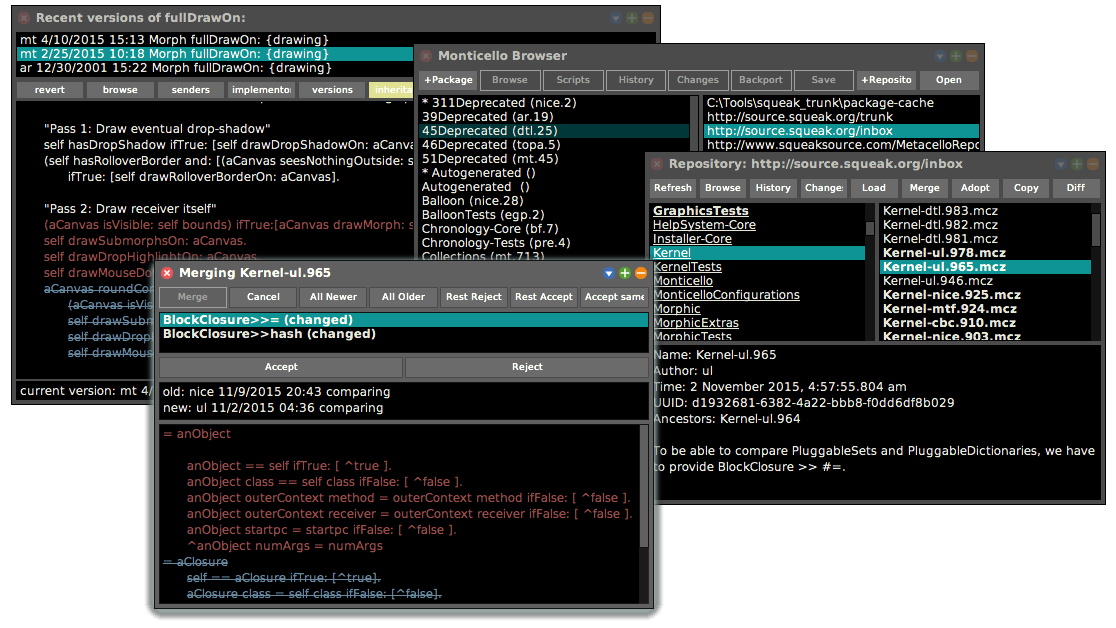 Recent versions of fullDrawOn:
mt 4/10/2015 15:13 Morph fullDrawOn: {drawing}
mt 2/25/2015 10:18 Morph fullDrawOn: {drawing}
ar 12/30/2001 15:22 Morph fullDrawOn: {drawing}
revert browse senders implementor versions inherita
"Pass 1: Draw eventual drop-shadow"
self hasDropShadow ifTrue: [self drawDropShadowOn: aCanvas
(self hasRolloverBorder and: [(aCanvas seesNothingOutside: s
ifTrue: [self drawRolloverBorderOn: aCanvas].
"Pass 2: Draw receiver itself"
(aCanvas isVisible: self bounds) ifTrue:[aCanvas drawMorph: s
self drawSubmorphsOn: aCanvas.
self drawDropHighlightOn: aCanvas.
self drawMouseDo
aCanvas roundCor
(aCanvas isVis
self drawSubm
self drawDrop
self drawMous
current version: mt 4/
Monticello Browser
+Package Browse Scripts History Changes Backport Save +Reposito Open
* 311Deprecated (nice.2)
39Deprecated (ar.19)
45Deprecated (dtl.25)
46Deprecated (topa.5)
51Deprecated (mt.45)
* Autogenerated ()
Autogenerated ()
Balloon (nice.28)
BalloonTests (egp.2)
Chronology-Core (bf.7)
Chronology-Tests (pre.4)
Collections (mt.713)
C:\Tools\squeak_trunk\package-cache
http://source.squeak.org/trunk
http://source.squeak.org/inbox
http://www.squeaksource.com/MetacelloRepo
Repository: http://source.squeak.org/inbox
Refresh Browse History Change: Load Merge Adopt Copy Diff
GraphicsTests
HelpSystem-Core
Installer-Core
Kernel
KernelTests
Monticello
MonticelloConfigurations
Morphic
MorphicExtras
MorphicTests
Kernel-dtl.983.mcz
Kernel-dtl.982.mcz
Kernel-dtl.981.mcz
Kernel-ul.978.mcz
Kernel-ul.965.mcz
Kernel-ul.946.mcz
Kernel-nice.925.mcz
Kernel-mtf.924.mcz
Kernel-cbc.910.mcz
Kernel-nice.903.mcz
Name: Kernel-ul.965
Author: ul
Time: 2 November 2015, 4:57:55.804 am
UUID: d1932681-6382-4a22-bbb8-f0dd6df8b029
Ancestors: Kernel-ul.964
To be able to compare PluggableSets and PluggableDictionaries, we have
to provide BlockClosure >> #=.
Merging Kernel-ul.965
Merge Cancel All Newer All Older Rest Reject Rest Accept Accept same
BlockClosure>>= (changed)
BlockClosure>>hash (changed)
Accept Reject
old: nice 11/9/2015 20:43 comparing
new: ul 11/2/2015 04:36 comparing
= anObject
anObject == self ifTrue: [ ^true ].
anObject class == self class ifFalse: [ ^false ].
anObject outerContext method = outerContext method ifFalse: [ ^false ].
anObject outerContext receiver = outerContext receiver ifFalse: [ ^false ].
anObject startpc = startpc ifFalse: [ ^false ].
^anObject numArgs = numArgs
= aClosure
self == aClosure ifTrue: [^true].
aClosure class = self class ifFalse: [^false].